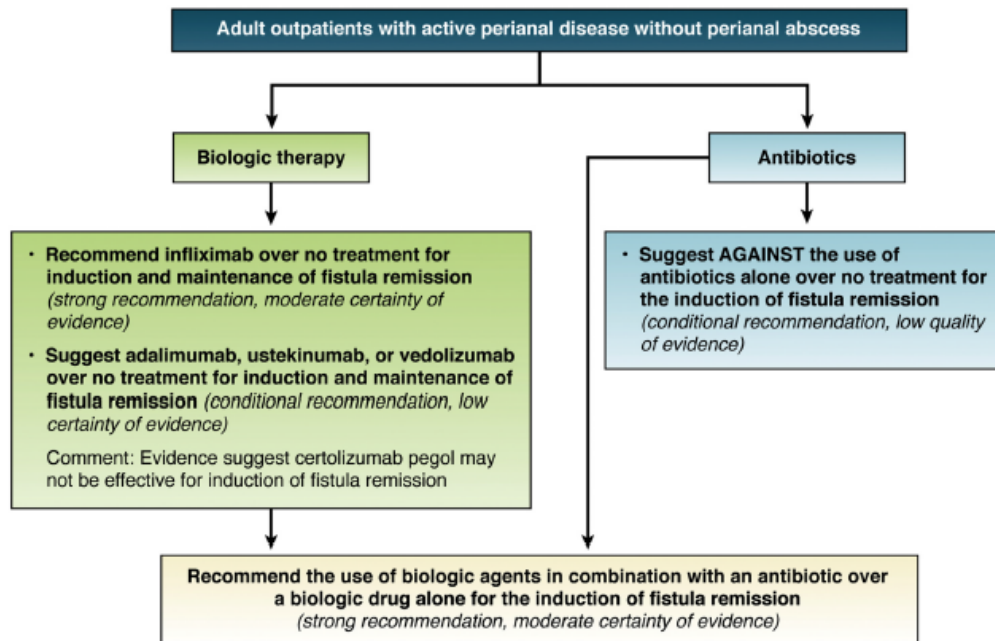 Adult outpatients with active perianal disease without perianal abscess
Biologic therapy
Antibiotics
• Recommend infliximab over no treatment for
induction and maintenance of fistula remission
(strong recommendation, moderate certainty of
evidence)
• Suggest adalimumab, ustekinumab, or vedolizumab
over no treatment for induction and maintenance of
fistula remission (conditional recommendation, low
certainty of evidence)
Comment: Evidence suggest certolizumab pegol may
not be effective for induction of fistula remission
• Suggest AGAINST the use of
antibiotics alone over no treatment for
the induction of fistula remission
(conditional recommendation, low quality
of evidence)
Recommend the use of biologic agents in combination with an antibiotic over
a biologic drug alone for the induction of fistula remission
(strong recommendation, moderate certainty of evidence)